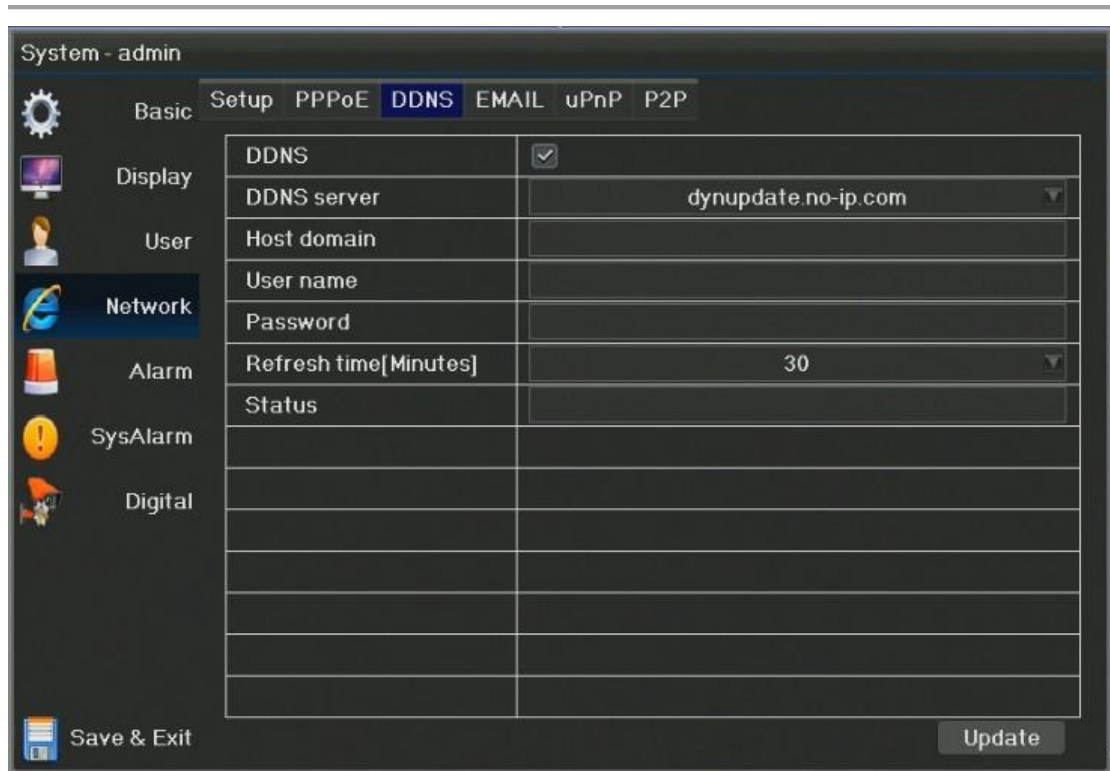 System - admin
Basic
Setup PPPoE DDNS EMAIL uPnP P2P
DDNS
Display
DDNS server dynupdate.no-ip.com
User
Host domain
User name
Network
Password
Alarm
Refresh time[Minutes] 30
Status
SysAlarm
Digital
Save & Exit
Update